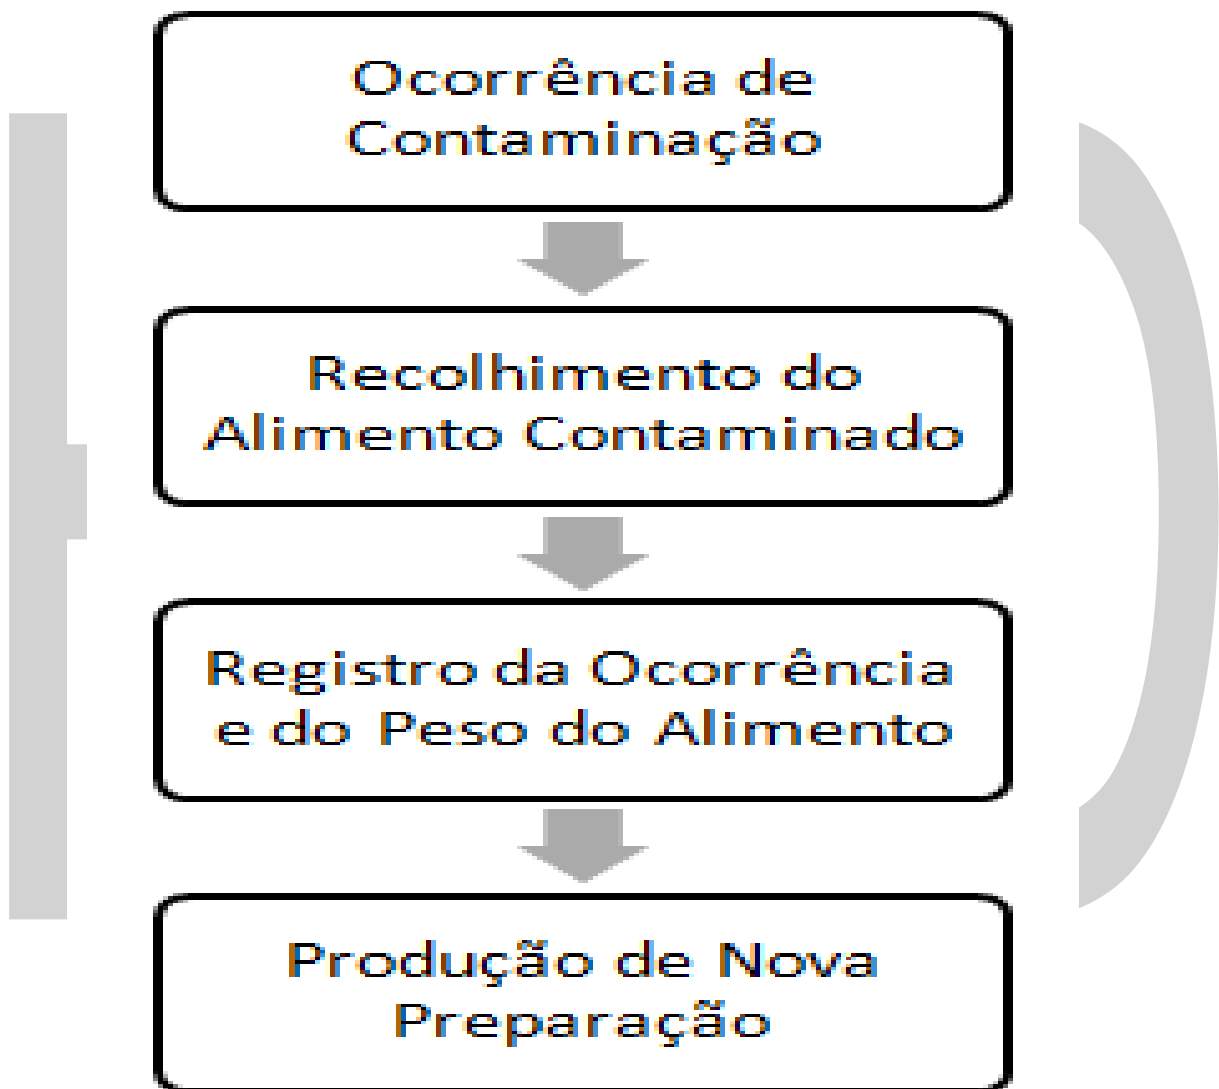 Ocorrência de
Contaminação
Recolhimento do
Alimento Contaminado
Registro da Ocorrência
e do Peso do Alimento
Produção de Nova
Preparação